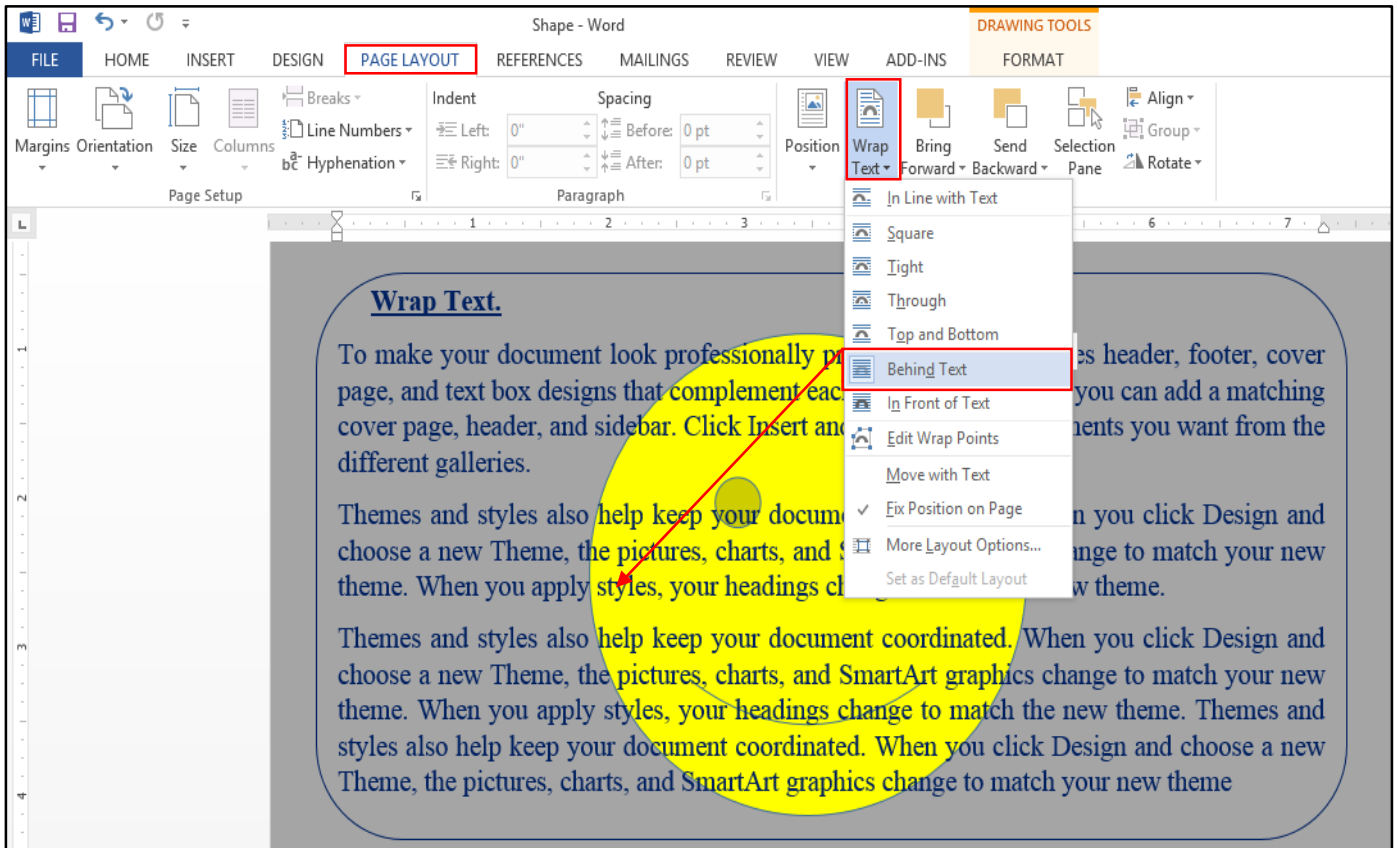 Shape - Word
DRAWING TOOLS
FILE HOME INSERT DESIGN PAGE LAYOUT REFERENCES MAILINGS REVIEW VIEW ADD-INS FORMAT
Margins Orientation Size Columns
Breaks
Line Numbers
Hyphenation
Page Setup
Indent Spacing
Left: 0" Before: 0 pt
Right: 0" After: 0 pt
Paragraph
Position Wrap Text Bring Forward Send Backward Selection Pane
Align
Group
Rotate
L 1 2 3 6 7
In Line with Text
Square
Tight
Through
Top and Bottom
Behind Text
In Front of Text
Edit Wrap Points
Move with Text
✓ Fix Position on Page
More Layout Options...
Set as Default Layout
1
2
3
4
Wrap Text.
To make your document look professionally header, footer, cover
page, and text box designs that complement you can add a matching
cover page, header, and sidebar. Click Insert you want from the
different galleries.
Themes and styles also help keep your you click Design and
choose a new Theme, the pictures, charts, and to match your new
theme. When you apply styles, your headings theme.
Themes and styles also help keep your document coordinated. When you click Design and
choose a new Theme, the pictures, charts, and SmartArt graphics change to match your new
theme. When you apply styles, your headings change to match the new theme. Themes and
styles also help keep your document coordinated. When you click Design and choose a new
Theme, the pictures, charts, and SmartArt graphics change to match your new theme